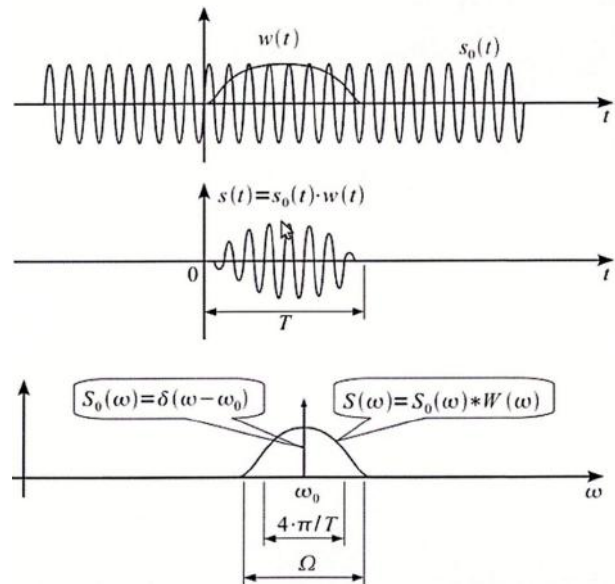 w(t)
s₀(t)
t
s(t)=s₀(t)·w(t)
0
t
T
S₀(ω)=δ(ω−ω₀)
S(ω)=S₀(ω)*W(ω)
ω₀
ω
4·π/T
Ω